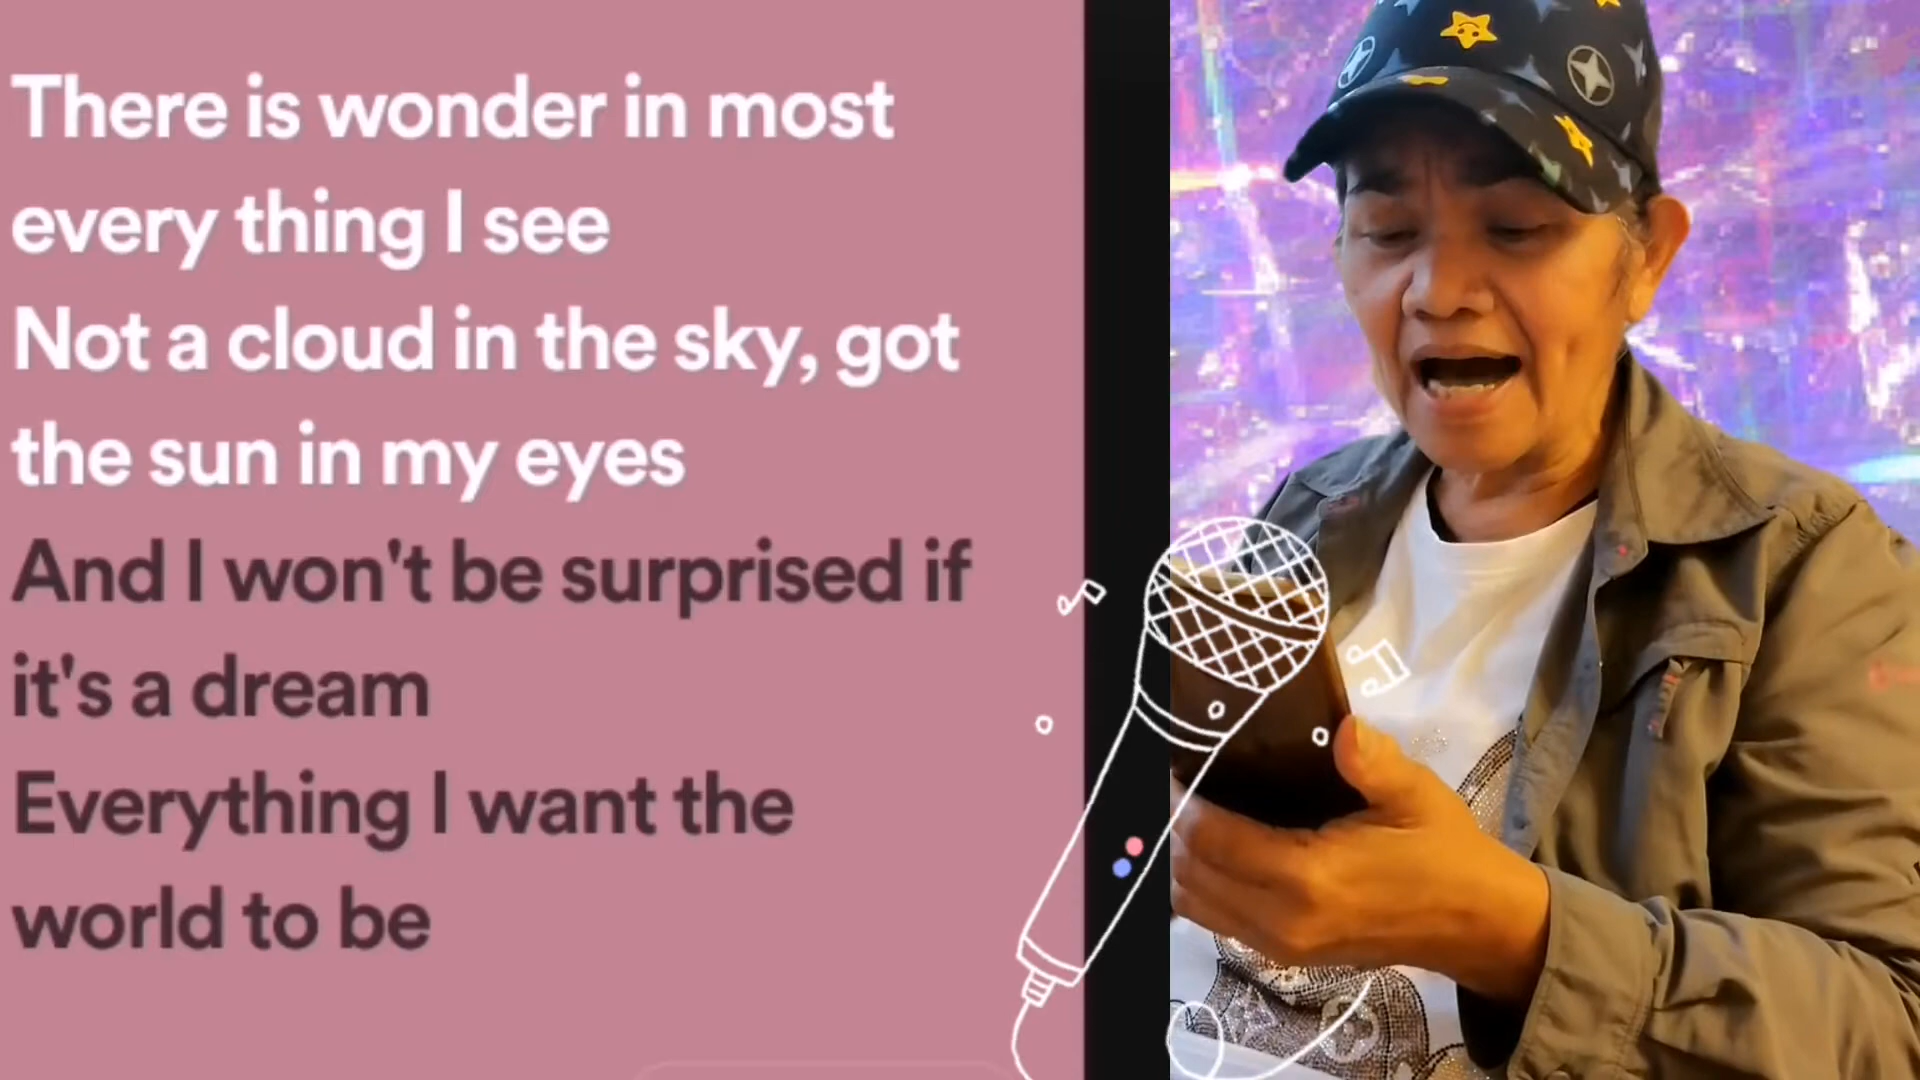 There is wonder in most
every thing I see
Not a cloud in the sky, got
the sun in my eyes
And I won't be surprised if
it's a dream
Everything I want the
world to be